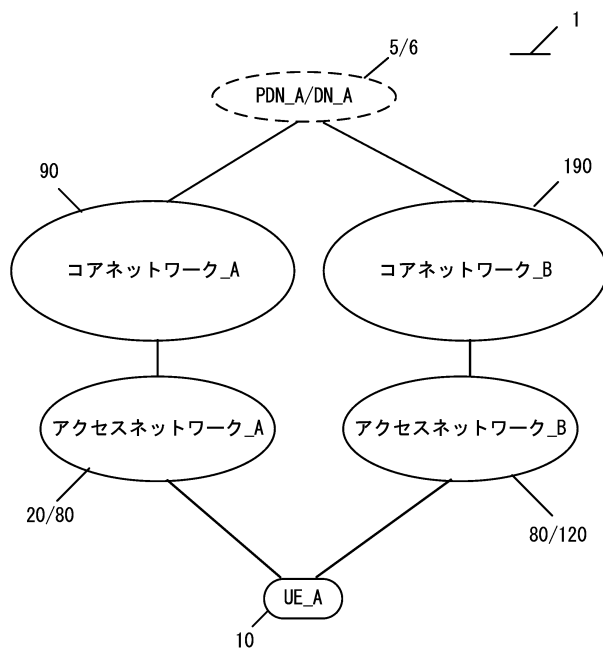 1
5/6
PDN_A/DN_A
90
190
コアネットワーク_A
コアネットワーク_B
アクセスネットワーク_A
アクセスネットワーク_B
20/80
80/120
UE_A
10